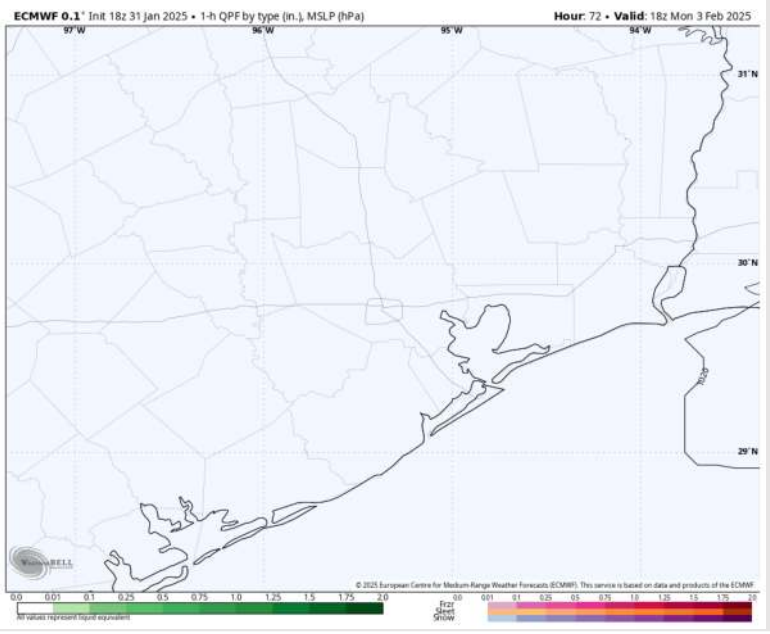 ECMWF 0.1° Init 18z 31 Jan 2025 • 1-h QPF by type (in.), MSLP (hPa) Hour: 72 • Valid: 18z Mon 3 Feb 2025
97°W 96°W 95°W 94°W
31°N
30°N
1020
29°N
WeatherBELL
© 2025 European Centre for Medium-Range Weather Forecasts (ECMWF). This service is based on data and products of the ECMWF
0.0 0.01 0.1 0.25 0.5 0.75 1.0 1.25 1.5 1.75 2.0 0.0 0.01 0.1 0.25 0.5 0.75 1.0 1.25 1.5 1.75 2.0
Frzr
Sleet
Snow
All values represent liquid equivalent